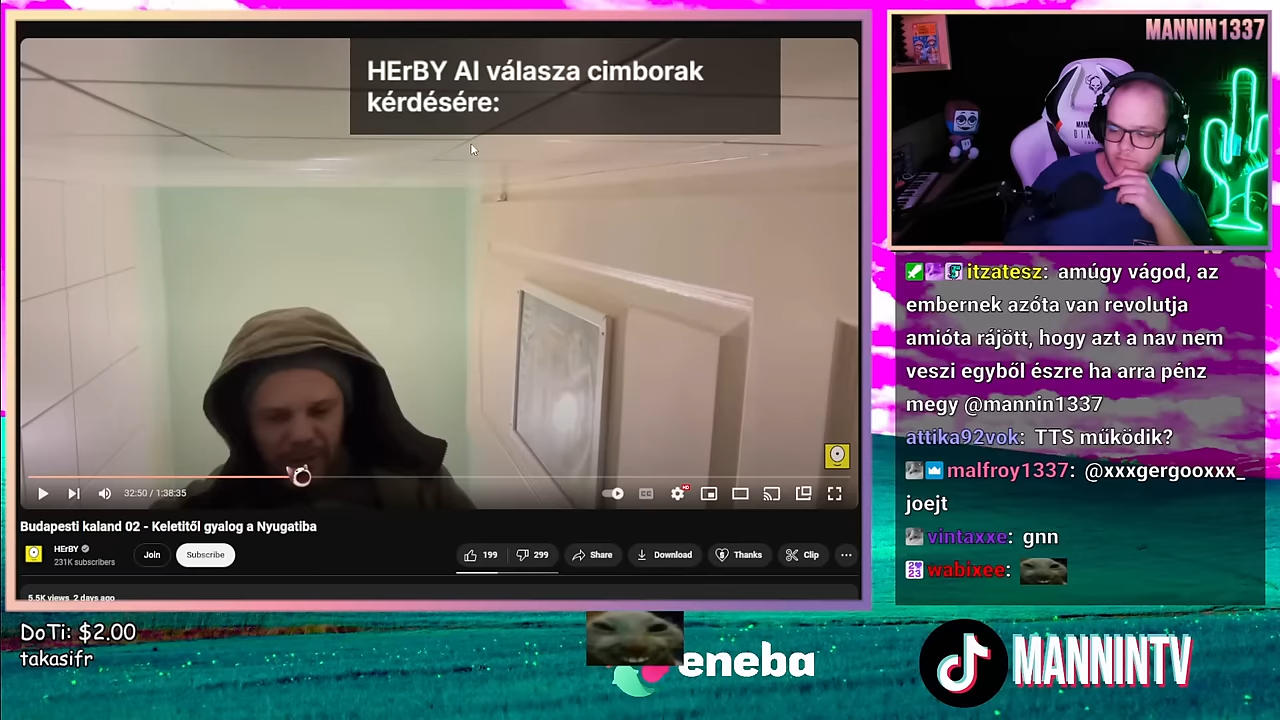 HErBY AI válasza cimborak
kérdésére:
32:50 / 1:38:35
CC
HD
Budapesti kaland 02 - Keletitől gyalog a Nyugatiba
HErBY
231K subscribers
Join
Subscribe
199
299
Share
Download
Thanks
Clip
5.5K views 2 days ago
MANNIN1337
itzatesz: amúgy vágod, az
embernek azóta van revolutja
amióta rájött, hogy azt a nav nem
veszi egyből észre ha arra pénz
megy @mannin1337
attika92vok: TTS működik?
malfroy1337: @xxxgergooxxx_
joejt
vintaxxe: gnn
wabixee:
DoTi: $2.00
takasifr
eneba
MANNINTV